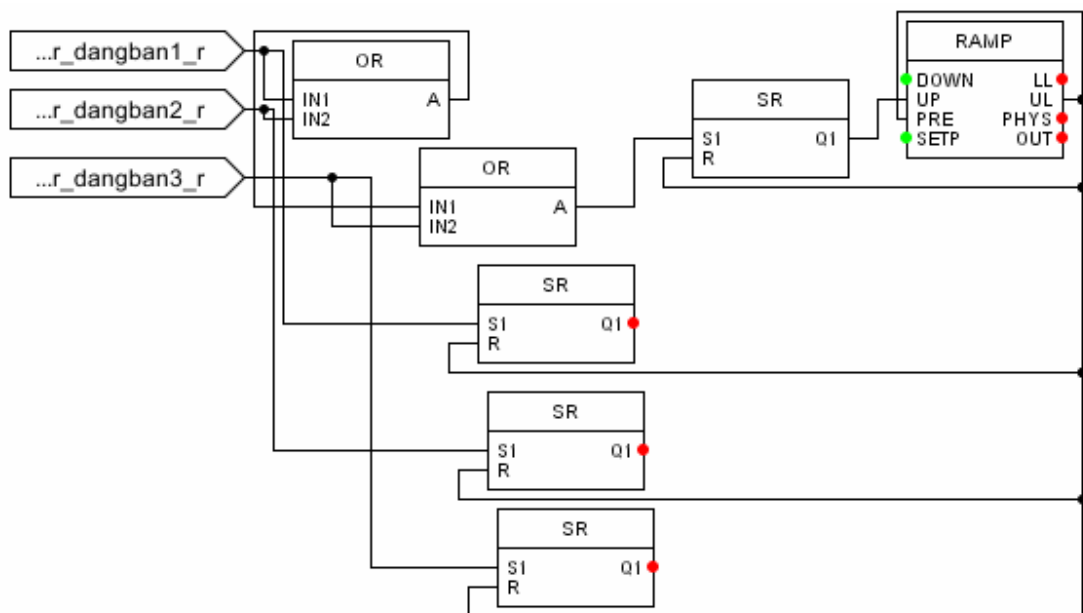 ...r_dangban1_r
...r_dangban2_r
...r_dangban3_r
OR
IN1 A
IN2
OR
IN1 A
IN2
SR
S1 Q1
R
RAMP
DOWN LL
UP UL
PRE PHYS
SETP OUT
SR
S1 Q1
R
SR
S1 Q1
R
SR
S1 Q1
R